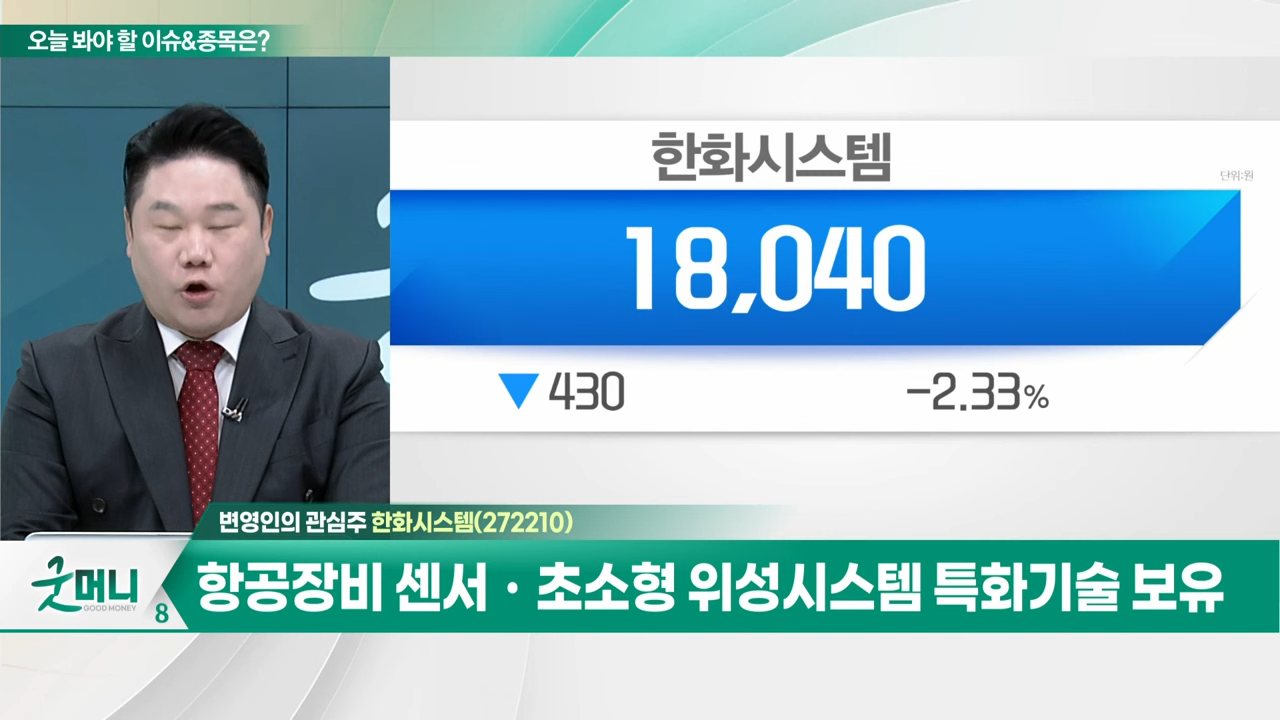 오늘 봐야 할 이슈&종목은?
한화시스템
단위:원
18,040
▼ 430 -2.33%
변영인의 관심주 한화시스템(272210)
굿머니
GOOD MONEY
8
항공장비 센서·초소형 위성시스템 특화기술 보유